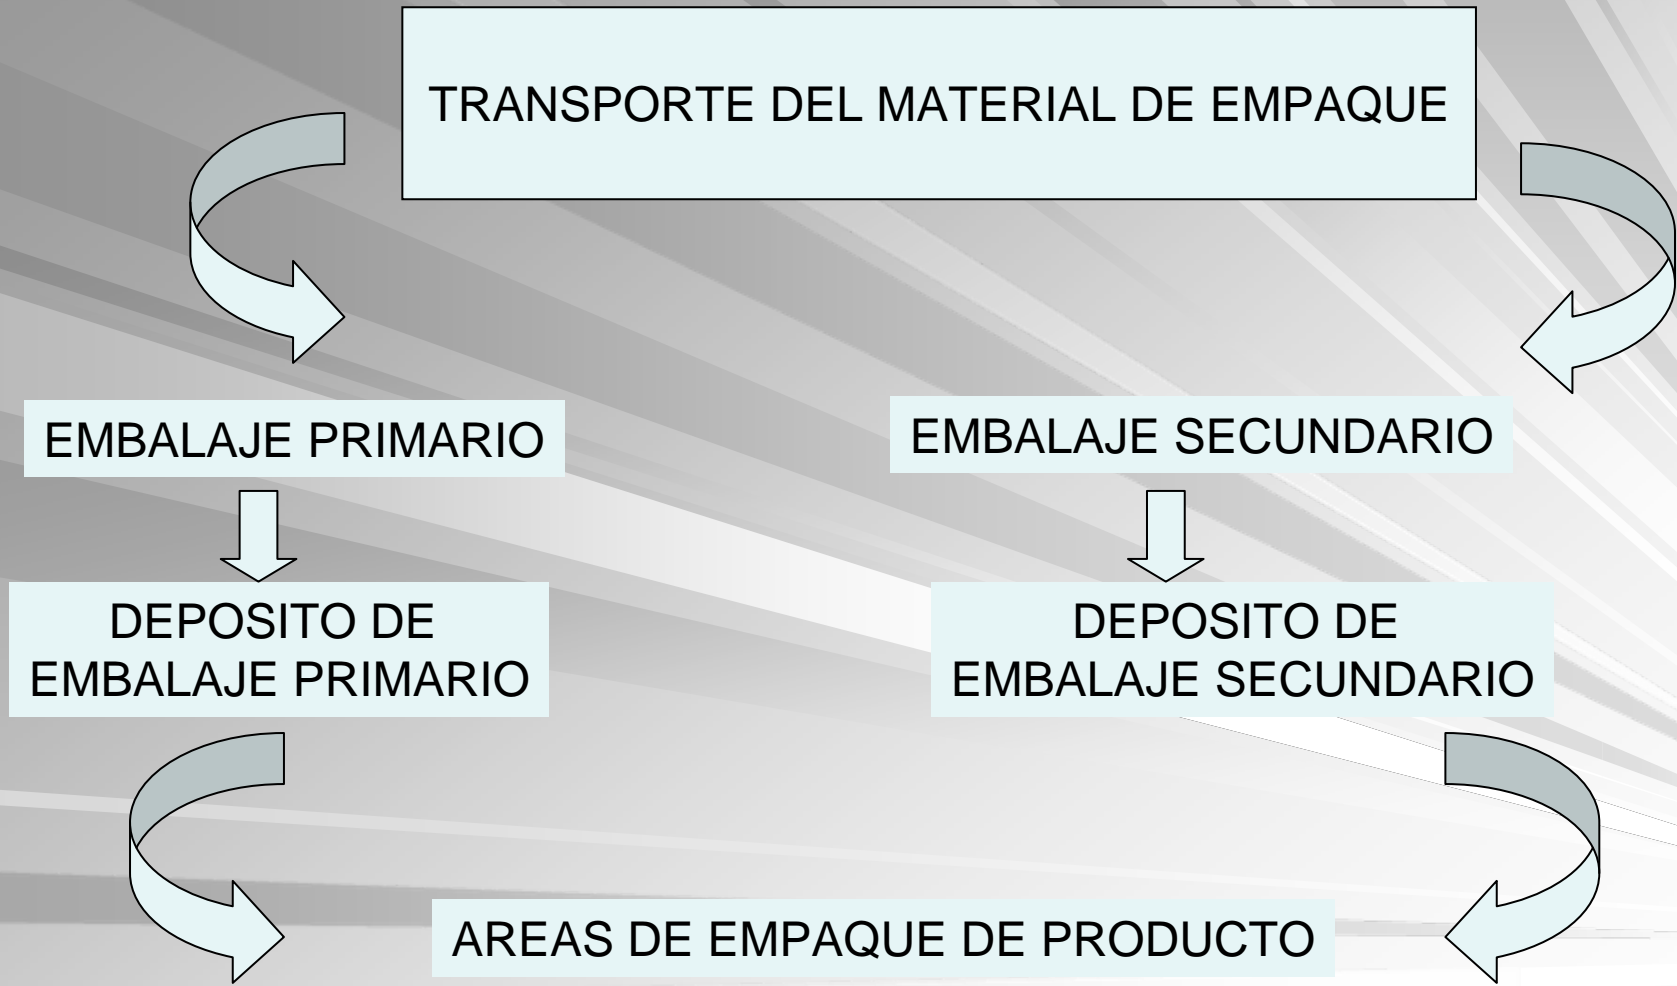 TRANSPORTE DEL MATERIAL DE EMPAQUE
EMBALAJE PRIMARIO
EMBALAJE SECUNDARIO
DEPOSITO DE
EMBALAJE PRIMARIO
DEPOSITO DE
EMBALAJE SECUNDARIO
AREAS DE EMPAQUE DE PRODUCTO